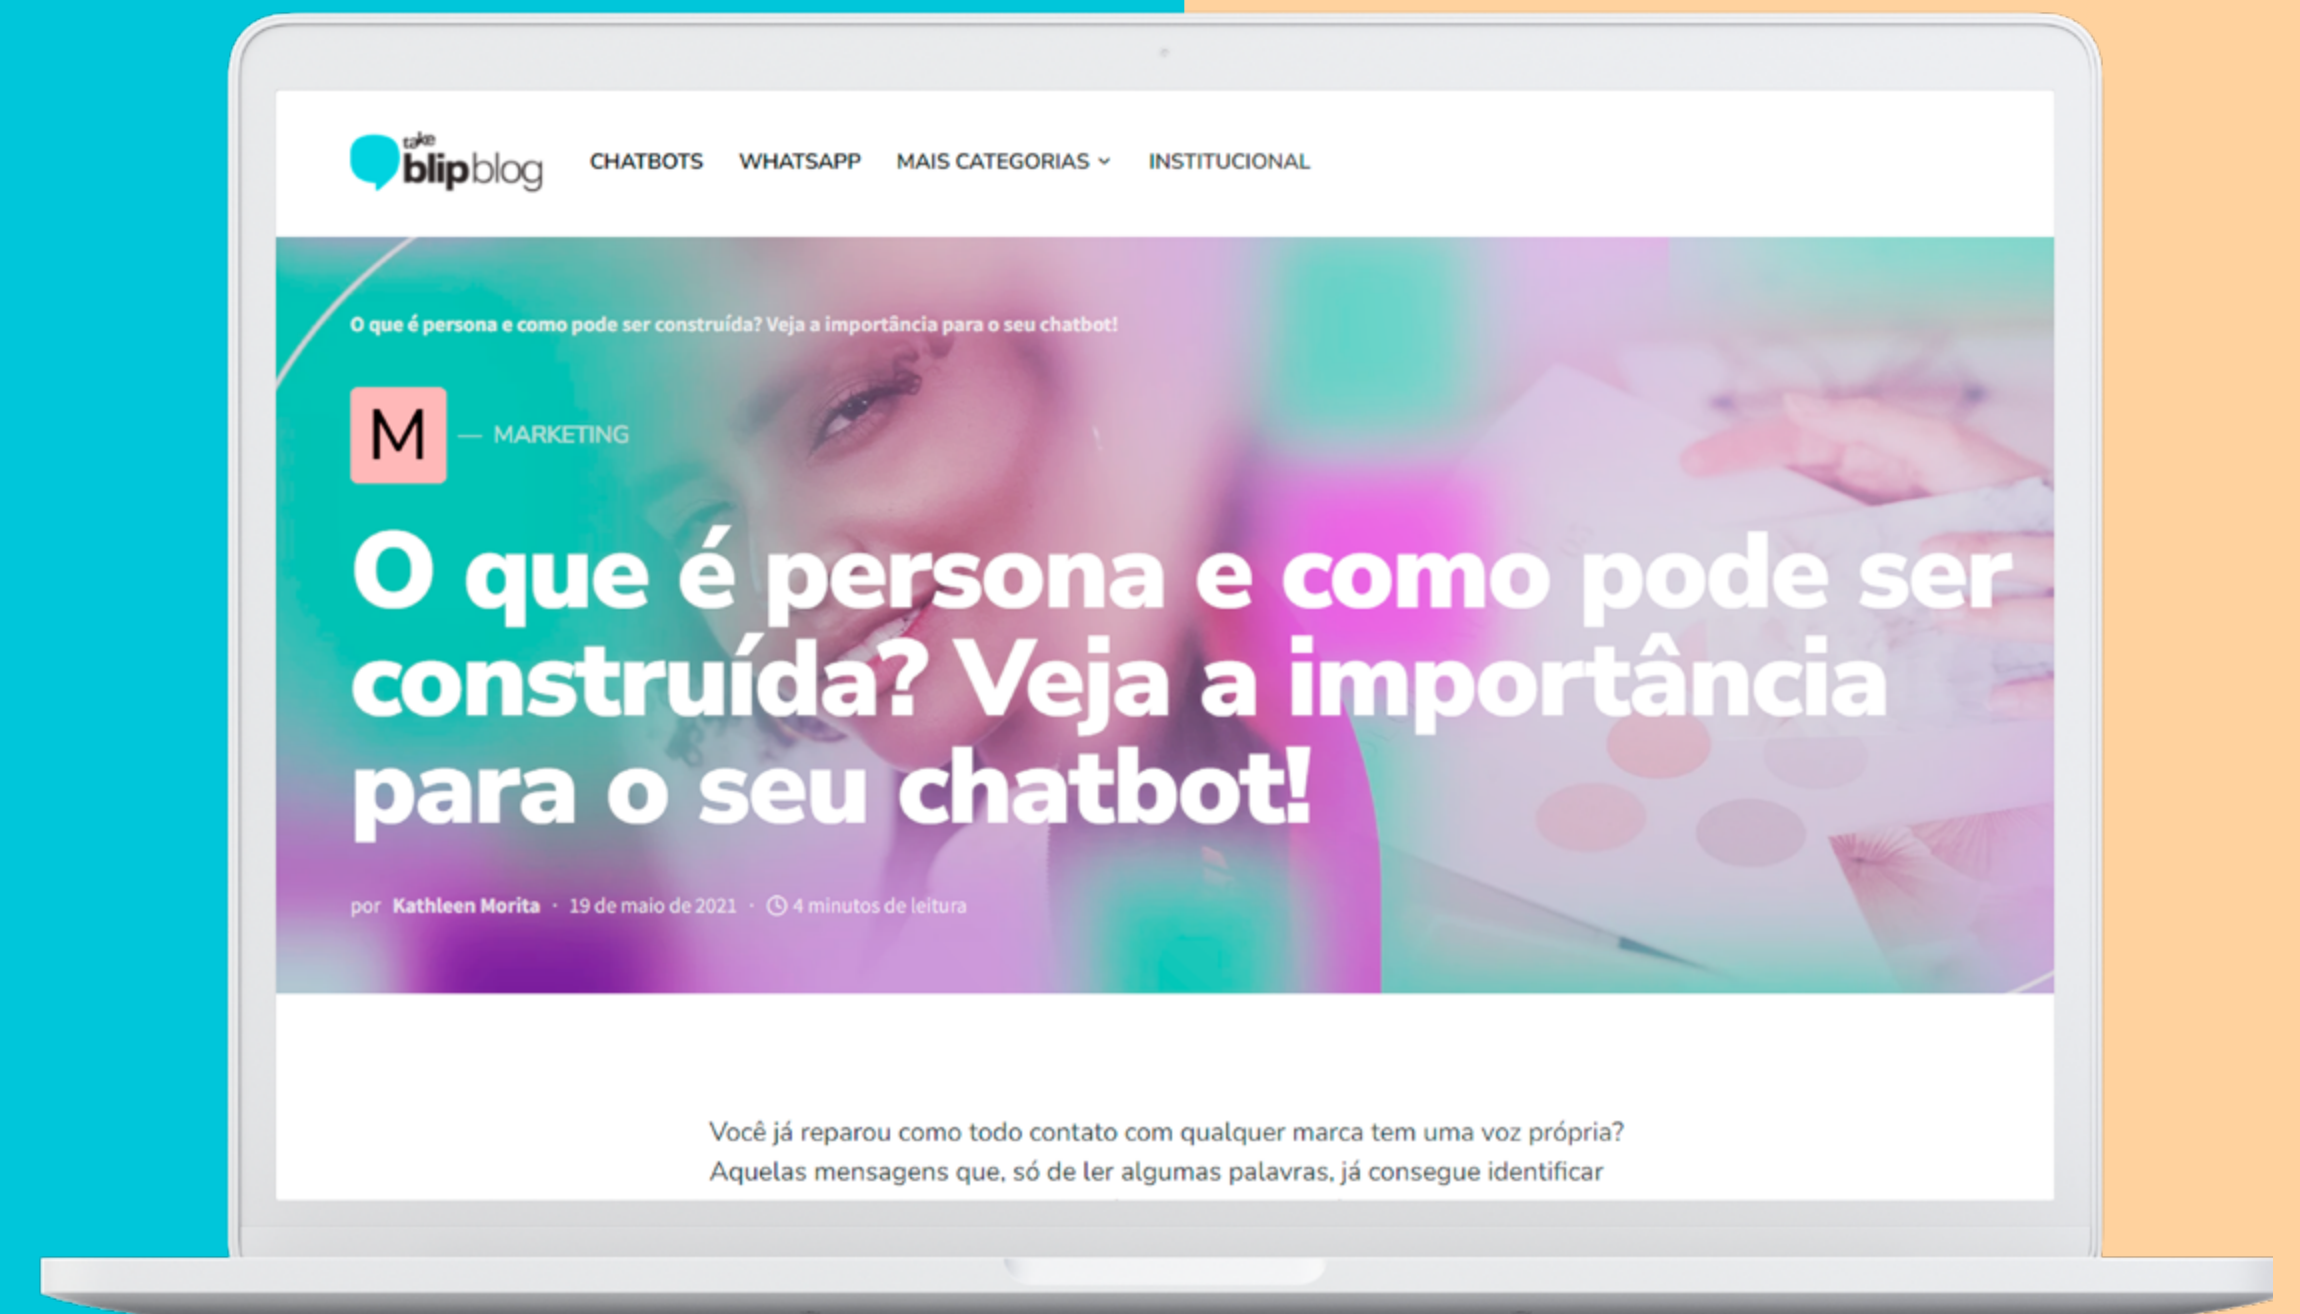 take
blipblog
CHATBOTS WHATSAPP MAIS CATEGORIAS INSTITUCIONAL
O que é persona e como pode ser construída? Veja a importância para o seu chatbot!
M — MARKETING
O que é persona e como pode ser
construída? Veja a importância
para o seu chatbot!
por Kathleen Morita · 19 de maio de 2021 · 4 minutos de leitura
Você já reparou como todo contato com qualquer marca tem uma voz própria?
Aquelas mensagens que, só de ler algumas palavras, já consegue identificar